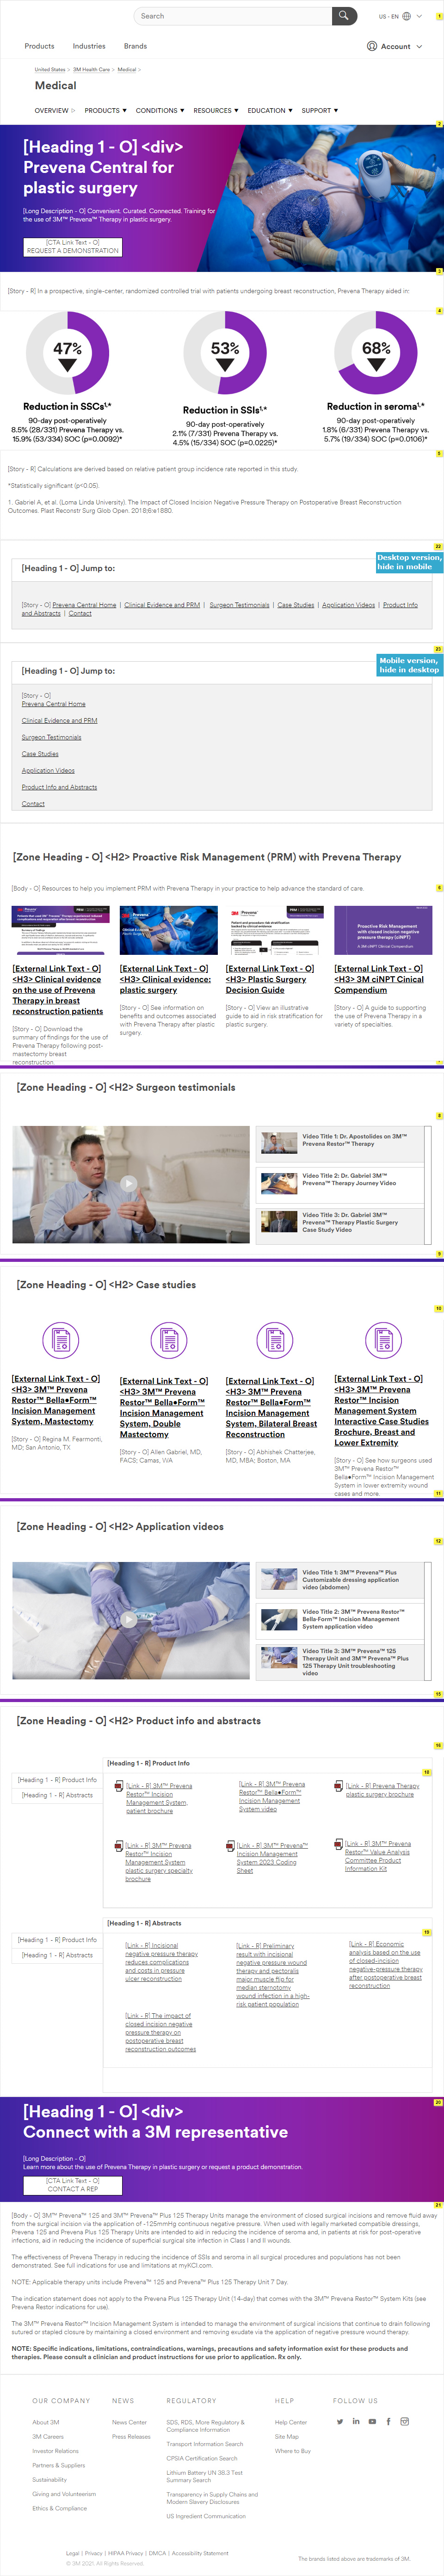 Search
US - EN
1
Products Industries Brands
Account
United States > 3M Health Care > Medical >
Medical
OVERVIEW PRODUCTS CONDITIONS RESOURCES EDUCATION SUPPORT
2
[Heading 1 - O] <div>
Prevena Central for
plastic surgery
[Long Description - O] Convenient. Curated. Connected. Training for
the use of 3M™ Prevena™ Therapy in plastic surgery.
[CTA Link Text - O]
REQUEST A DEMONSTRATION
3
[Story - R] In a prospective, single-center, randomized controlled trial with patients undergoing breast reconstruction, Prevena Therapy aided in:
4
47%
53%
68%
Reduction in SSCs¹,*
90-day post-operatively
8.5% (28/331) Prevena Therapy vs.
15.9% (53/334) SOC (p=0.0092)*
Reduction in SSIs¹,*
90-day post-operatively
2.1% (7/331) Prevena Therapy vs.
4.5% (15/334) SOC (p=0.0225)*
Reduction in seroma¹,*
90-day post-operatively
1.8% (6/331) Prevena Therapy vs.
5.7% (19/334) SOC (p=0.0106)*
5
[Story - R] Calculations are derived based on relative patient group incidence rate reported in this study.
*Statistically significant (p<0.05).
1. Gabriel A, et al. (Loma Linda University). The Impact of Closed Incision Negative Pressure Therapy on Postoperative Breast Reconstruction
Outcomes. Plast Reconstr Surg Glob Open. 2018;6:e1880.
22
Desktop version,
hide in mobile
[Heading 1 - O] Jump to:
[Story - O] Prevena Central Home | Clinical Evidence and PRM | Surgeon Testimonials | Case Studies | Application Videos | Product Info
and Abstracts | Contact
23
Mobile version,
hide in desktop
[Heading 1 - O] Jump to:
[Story - O]
Prevena Central Home
Clinical Evidence and PRM
Surgeon Testimonials
Case Studies
Application Videos
Product Info and Abstracts
Contact
[Zone Heading - O] <H2> Proactive Risk Management (PRM) with Prevena Therapy
6
[Body - O] Resources to help you implement PRM with Prevena Therapy in your practice to help advance the standard of care.
Proactive Risk Management
with closed incision negative
pressure therapy (ciNPT)
[External Link Text - O]
<H3> Clinical evidence
on the use of Prevena
Therapy in breast
reconstruction patients
[Story - O] Download the
summary of findings for the use of
Prevena Therapy following post-
mastectomy breast
reconstruction.
[External Link Text - O]
<H3> Clinical evidence:
plastic surgery
[Story - O] See information on
benefits and outcomes associated
with Prevena Therapy after plastic
surgery.
[External Link Text - O]
<H3> Plastic Surgery
Decision Guide
[Story - O] View an illustrative
guide to aid in risk stratification for
plastic surgery.
[External Link Text - O]
<H3> 3M ciNPT Cinical
Compendium
[Story - O] A guide to supporting
the use of Prevena Therapy in a
variety of specialties.
[Zone Heading - O] <H2> Surgeon testimonials
8
Video Title 1: Dr. Apostolides on 3M™
Prevena Restor™ Therapy
Video Title 2: Dr. Gabriel 3M™
Prevena™ Therapy Journey Video
Video Title 3: Dr. Gabriel 3M™
Prevena™ Therapy Plastic Surgery
Case Study Video
9
[Zone Heading - O] <H2> Case studies
10
[External Link Text - O]
<H3> 3M™ Prevena
Restor™ Bella●Form™
Incision Management
System, Mastectomy
[Story - O] Regina M. Fearmonti,
MD; San Antonio, TX
[External Link Text - O]
<H3> 3M™ Prevena
Restor™ Bella●Form™
Incision Management
System, Double
Mastectomy
[Story - O] Allen Gabriel, MD,
FACS; Camas, WA
[External Link Text - O]
<H3> 3M™ Prevena
Restor™ Bella●Form™
Incision Management
System, Bilateral Breast
Reconstruction
[Story - O] Abhishek Chatterjee,
MD, MBA; Boston, MA
[External Link Text - O]
<H3> 3M™ Prevena
Restor™ Incision
Management System
Interactive Case Studies
Brochure, Breast and
Lower Extremity
[Story - O] See how surgeons used
3M™ Prevena Restor™
Bella●Form™ Incision Management
System in lower extremity wound
cases and more.
11
[Zone Heading - O] <H2> Application videos
12
Video Title 1: 3M™ Prevena™ Plus
Customizable dressing application
video (abdomen)
Video Title 2: 3M™ Prevena Restor™
Bella·Form™ Incision Management
System application video
Video Title 3: 3M™ Prevena™ 125
Therapy Unit and 3M™ Prevena™ Plus
125 Therapy Unit troubleshooting
video
15
[Zone Heading - O] <H2> Product info and abstracts
16
[Heading 1 - R] Product Info
18
[Heading 1 - R] Product Info
[Heading 1 - R] Abstracts
[Link - R] 3M™ Prevena
Restor™ Incision
Management System,
patient brochure
[Link - R] 3M™ Prevena
Restor™ Bella●Form™
Incision Management
System video
[Link - R] Prevena Therapy
plastic surgery brochure
[Link - R] 3M™ Prevena
Restor™ Incision
Management System
plastic surgery specialty
brochure
[Link - R] 3M™ Prevena™
Incision Management
System 2023 Coding
Sheet
[Link - R] 3M™ Prevena
Restor™ Value Analysis
Committee Product
Information Kit
[Heading 1 - R] Abstracts
19
[Heading 1 - R] Product Info
[Heading 1 - R] Abstracts
[Link - R] Incisional
negative pressure therapy
reduces complications
and costs in pressure
ulcer reconstruction
[Link - R] Preliminary
result with incisional
negative pressure wound
therapy and pectoralis
major muscle flip for
median sternotomy
wound infection in a high-
risk patient population
[Link - R] Economic
analysis based on the use
of closed-incision
negative-pressure therapy
after postoperative breast
reconstruction
[Link - R] The impact of
closed incision negative
pressure therapy on
postoperative breast
reconstruction outcomes
20
[Heading 1 - O] <div>
Connect with a 3M representative
[Long Description - O]
Learn more about the use of Prevena Therapy in plastic surgery or request a product demonstration.
[CTA Link Text - O]
CONTACT A REP
21
[Body - O] 3M™ Prevena™ 125 and 3M™ Prevena™ Plus 125 Therapy Units manage the environment of closed surgical incisions and remove fluid away
from the surgical incision via the application of -125mmHg continuous negative pressure. When used with legally marketed compatible dressings,
Prevena 125 and Prevena Plus 125 Therapy Units are intended to aid in reducing the incidence of seroma and, in patients at risk for post-operative
infections, aid in reducing the incidence of superficial surgical site infection in Class I and II wounds.
The effectiveness of Prevena Therapy in reducing the incidence of SSIs and seroma in all surgical procedures and populations has not been
demonstrated. See full indications for use and limitations at myKCI.com.
NOTE: Applicable therapy units include Prevena™ 125 and Prevena™ Plus 125 Therapy Unit 7 Day.
The indication statement does not apply to the Prevena Plus 125 Therapy Unit (14-day) that comes with the 3M™ Prevena Restor™ System Kits (see
Prevena Restor indications for use).
The 3M™ Prevena Restor™ Incision Management System is intended to manage the environment of surgical incisions that continue to drain following
sutured or stapled closure by maintaining a closed environment and removing exudate via the application of negative pressure wound therapy.
NOTE: Specific indications, limitations, contraindications, warnings, precautions and safety information exist for these products and
therapies. Please consult a clinician and product instructions for use prior to application. Rx only.
OUR COMPANY
About 3M
3M Careers
Investor Relations
Partners & Suppliers
Sustainability
Giving and Volunteerism
Ethics & Compliance
NEWS
News Center
Press Releases
REGULATORY
SDS, RDS, More Regulatory &
Compliance Information
Transport Information Search
CPSIA Certification Search
Lithium Battery UN 38.3 Test
Summary Search
Transparency in Supply Chains and
Modern Slavery Disclosures
US Ingredient Communication
HELP
Help Center
Site Map
Where to Buy
FOLLOW US
Legal | Privacy | HIPAA Privacy | DMCA | Accessibility Statement
© 3M 2021. All Rights Reserved.
The brands listed above are trademarks of 3M.